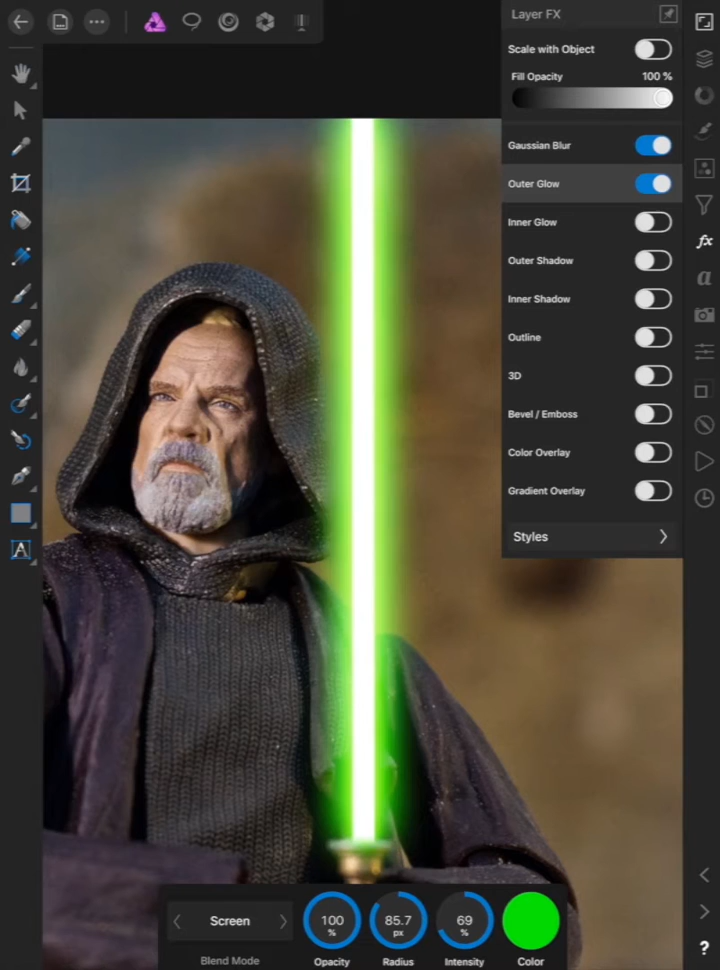 Layer FX
Scale with Object
Fill Opacity 100 %
Gaussian Blur
Outer Glow
Inner Glow
Outer Shadow
Inner Shadow
Outline
3D
Bevel / Emboss
Color Overlay
Gradient Overlay
Styles
fx
a
A
?
Screen
100 %
85.7 px
69 %
Blend Mode
Opacity
Radius
Intensity
Color